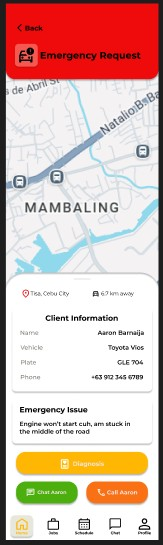 Back
Emergency Request
de Abril St
Natalio B. Ba
MAMBALING
Tisa, Cebu City
6.7 km away
Client Information
Name Aaron Barnaija
Vehicle Toyota Vios
Plate GLE 704
Phone +63 912 345 6789
Emergency Issue
Engine won't start cuh, am stuck in
the middle of the road
Diagnosis
Chat Aaron
Call Aaron
Home
Jobs
Schedule
Chat
Profile